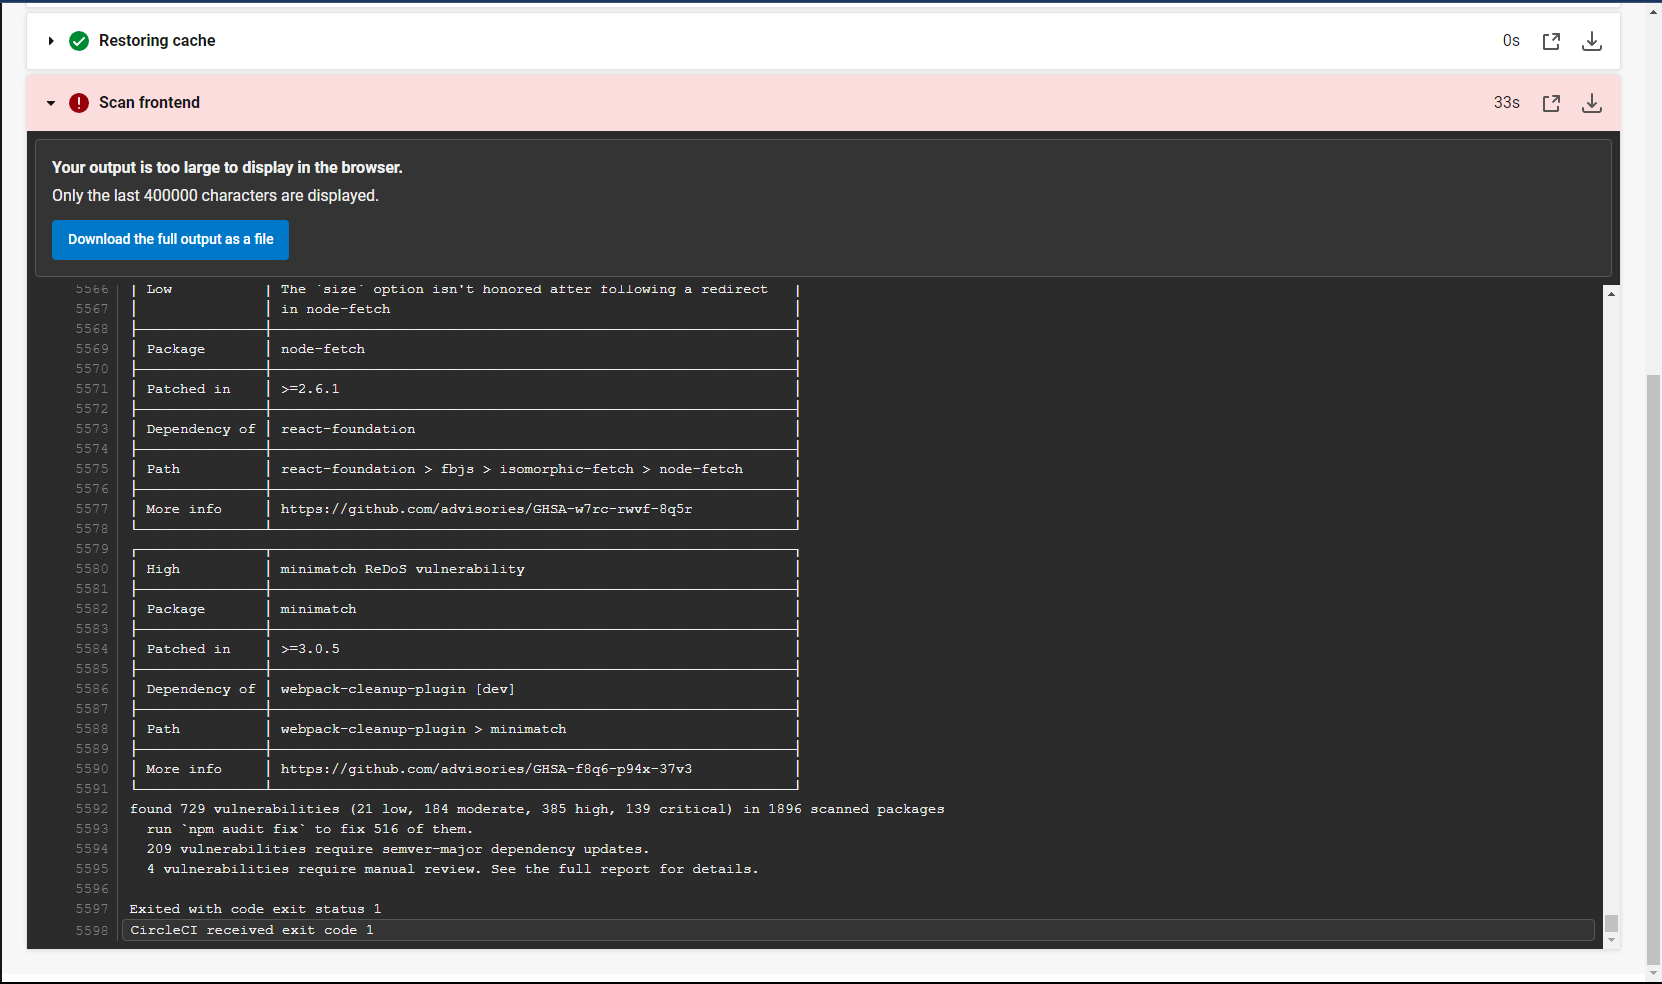 Restoring cache 0s
Scan frontend 33s
Your output is too large to display in the browser.
Only the last 400000 characters are displayed.
Download the full output as a file
5566 Low The `size` option isn't honored after following a redirect
5567 in node-fetch
5568
5569 Package node-fetch
5570
5571 Patched in >=2.6.1
5572
5573 Dependency of react-foundation
5574
5575 Path react-foundation > fbjs > isomorphic-fetch > node-fetch
5576
5577 More info https://github.com/advisories/GHSA-w7rc-rwvf-8q5r
5578
5579
5580 High minimatch ReDoS vulnerability
5581
5582 Package minimatch
5583
5584 Patched in >=3.0.5
5585
5586 Dependency of webpack-cleanup-plugin [dev]
5587
5588 Path webpack-cleanup-plugin > minimatch
5589
5590 More info https://github.com/advisories/GHSA-f8q6-p94x-37v3
5591
5592 found 729 vulnerabilities (21 low, 184 moderate, 385 high, 139 critical) in 1896 scanned packages
5593 run `npm audit fix` to fix 516 of them.
5594 209 vulnerabilities require semver-major dependency updates.
5595 4 vulnerabilities require manual review. See the full report for details.
5596
5597 Exited with code exit status 1
5598 CircleCI received exit code 1